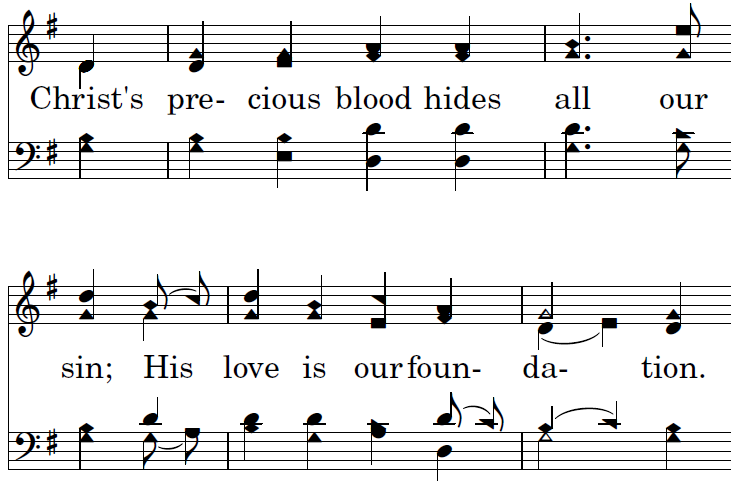 Christ's pre- cious blood hides all our
sin; His love is our foun- da- tion.